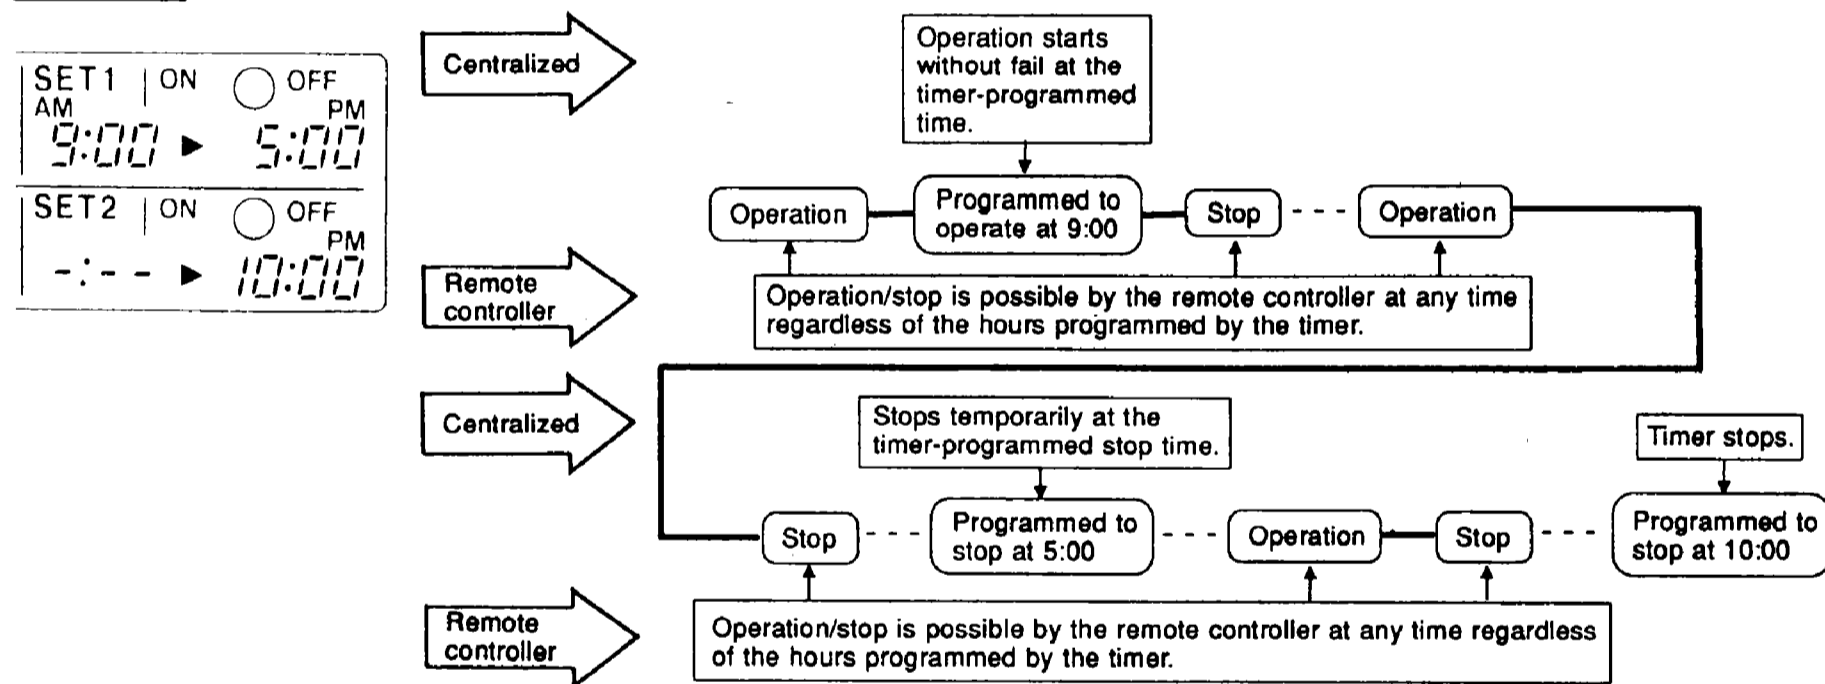 SET1 | ON OFF
AM PM
9:00 ► 5:00
SET2 | ON OFF
PM
-:-- ► 10:00
Centralized
Operation starts
without fail at the
timer-programmed
time.
Operation
Programmed to
operate at 9:00
Stop
Operation
Remote
controller
Operation/stop is possible by the remote controller at any time
regardless of the hours programmed by the timer.
Centralized
Stops temporarily at the
timer-programmed stop time.
Timer stops.
Stop
Programmed to
stop at 5:00
Operation
Stop
Programmed to
stop at 10:00
Remote
controller
Operation/stop is possible by the remote controller at any time regardless
of the hours programmed by the timer.